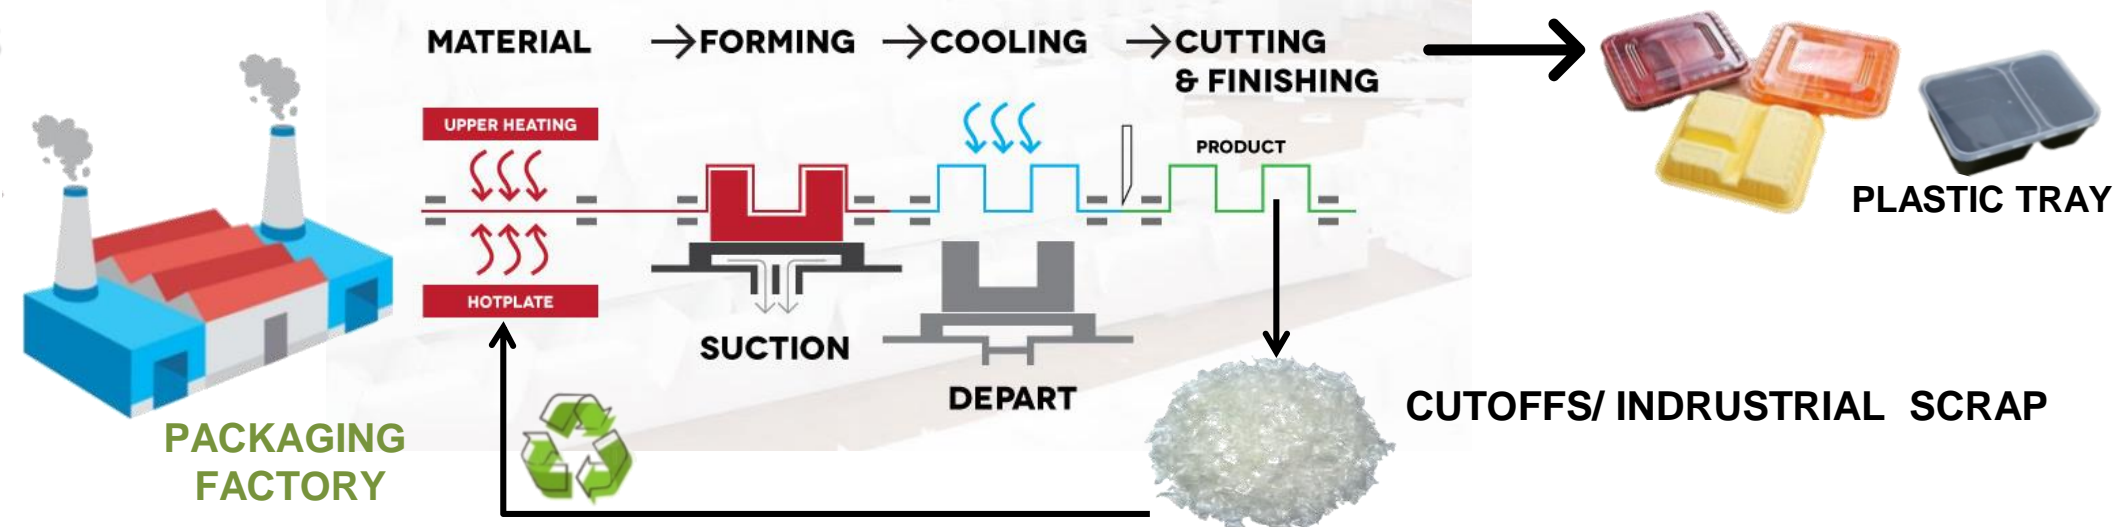 MATERIAL → FORMING → COOLING → CUTTING
& FINISHING
UPPER HEATING
PRODUCT
PLASTIC TRAY
HOTPLATE
SUCTION
DEPART
CUTOFFS/ INDRUSTRIAL SCRAP
PACKAGING
FACTORY